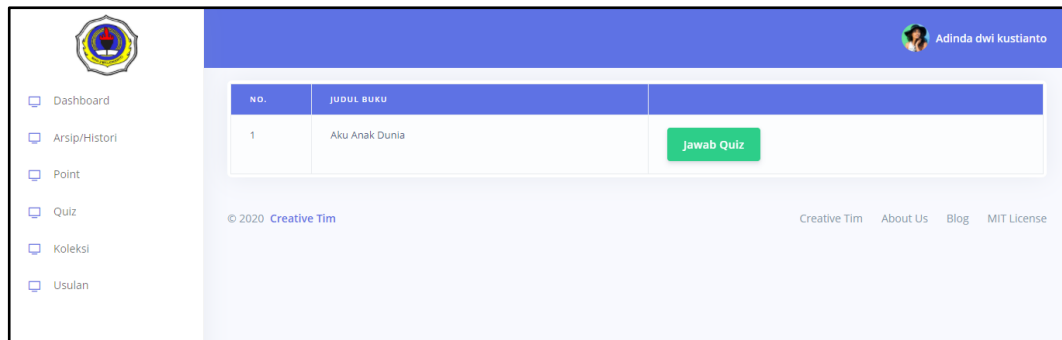 Adinda dwi kustianto
Dashboard
Arsip/Histori
Point
Quiz
Koleksi
Usulan
NO. JUDUL BUKU
1 Aku Anak Dunia Jawab Quiz
© 2020 Creative Tim Creative Tim About Us Blog MIT License